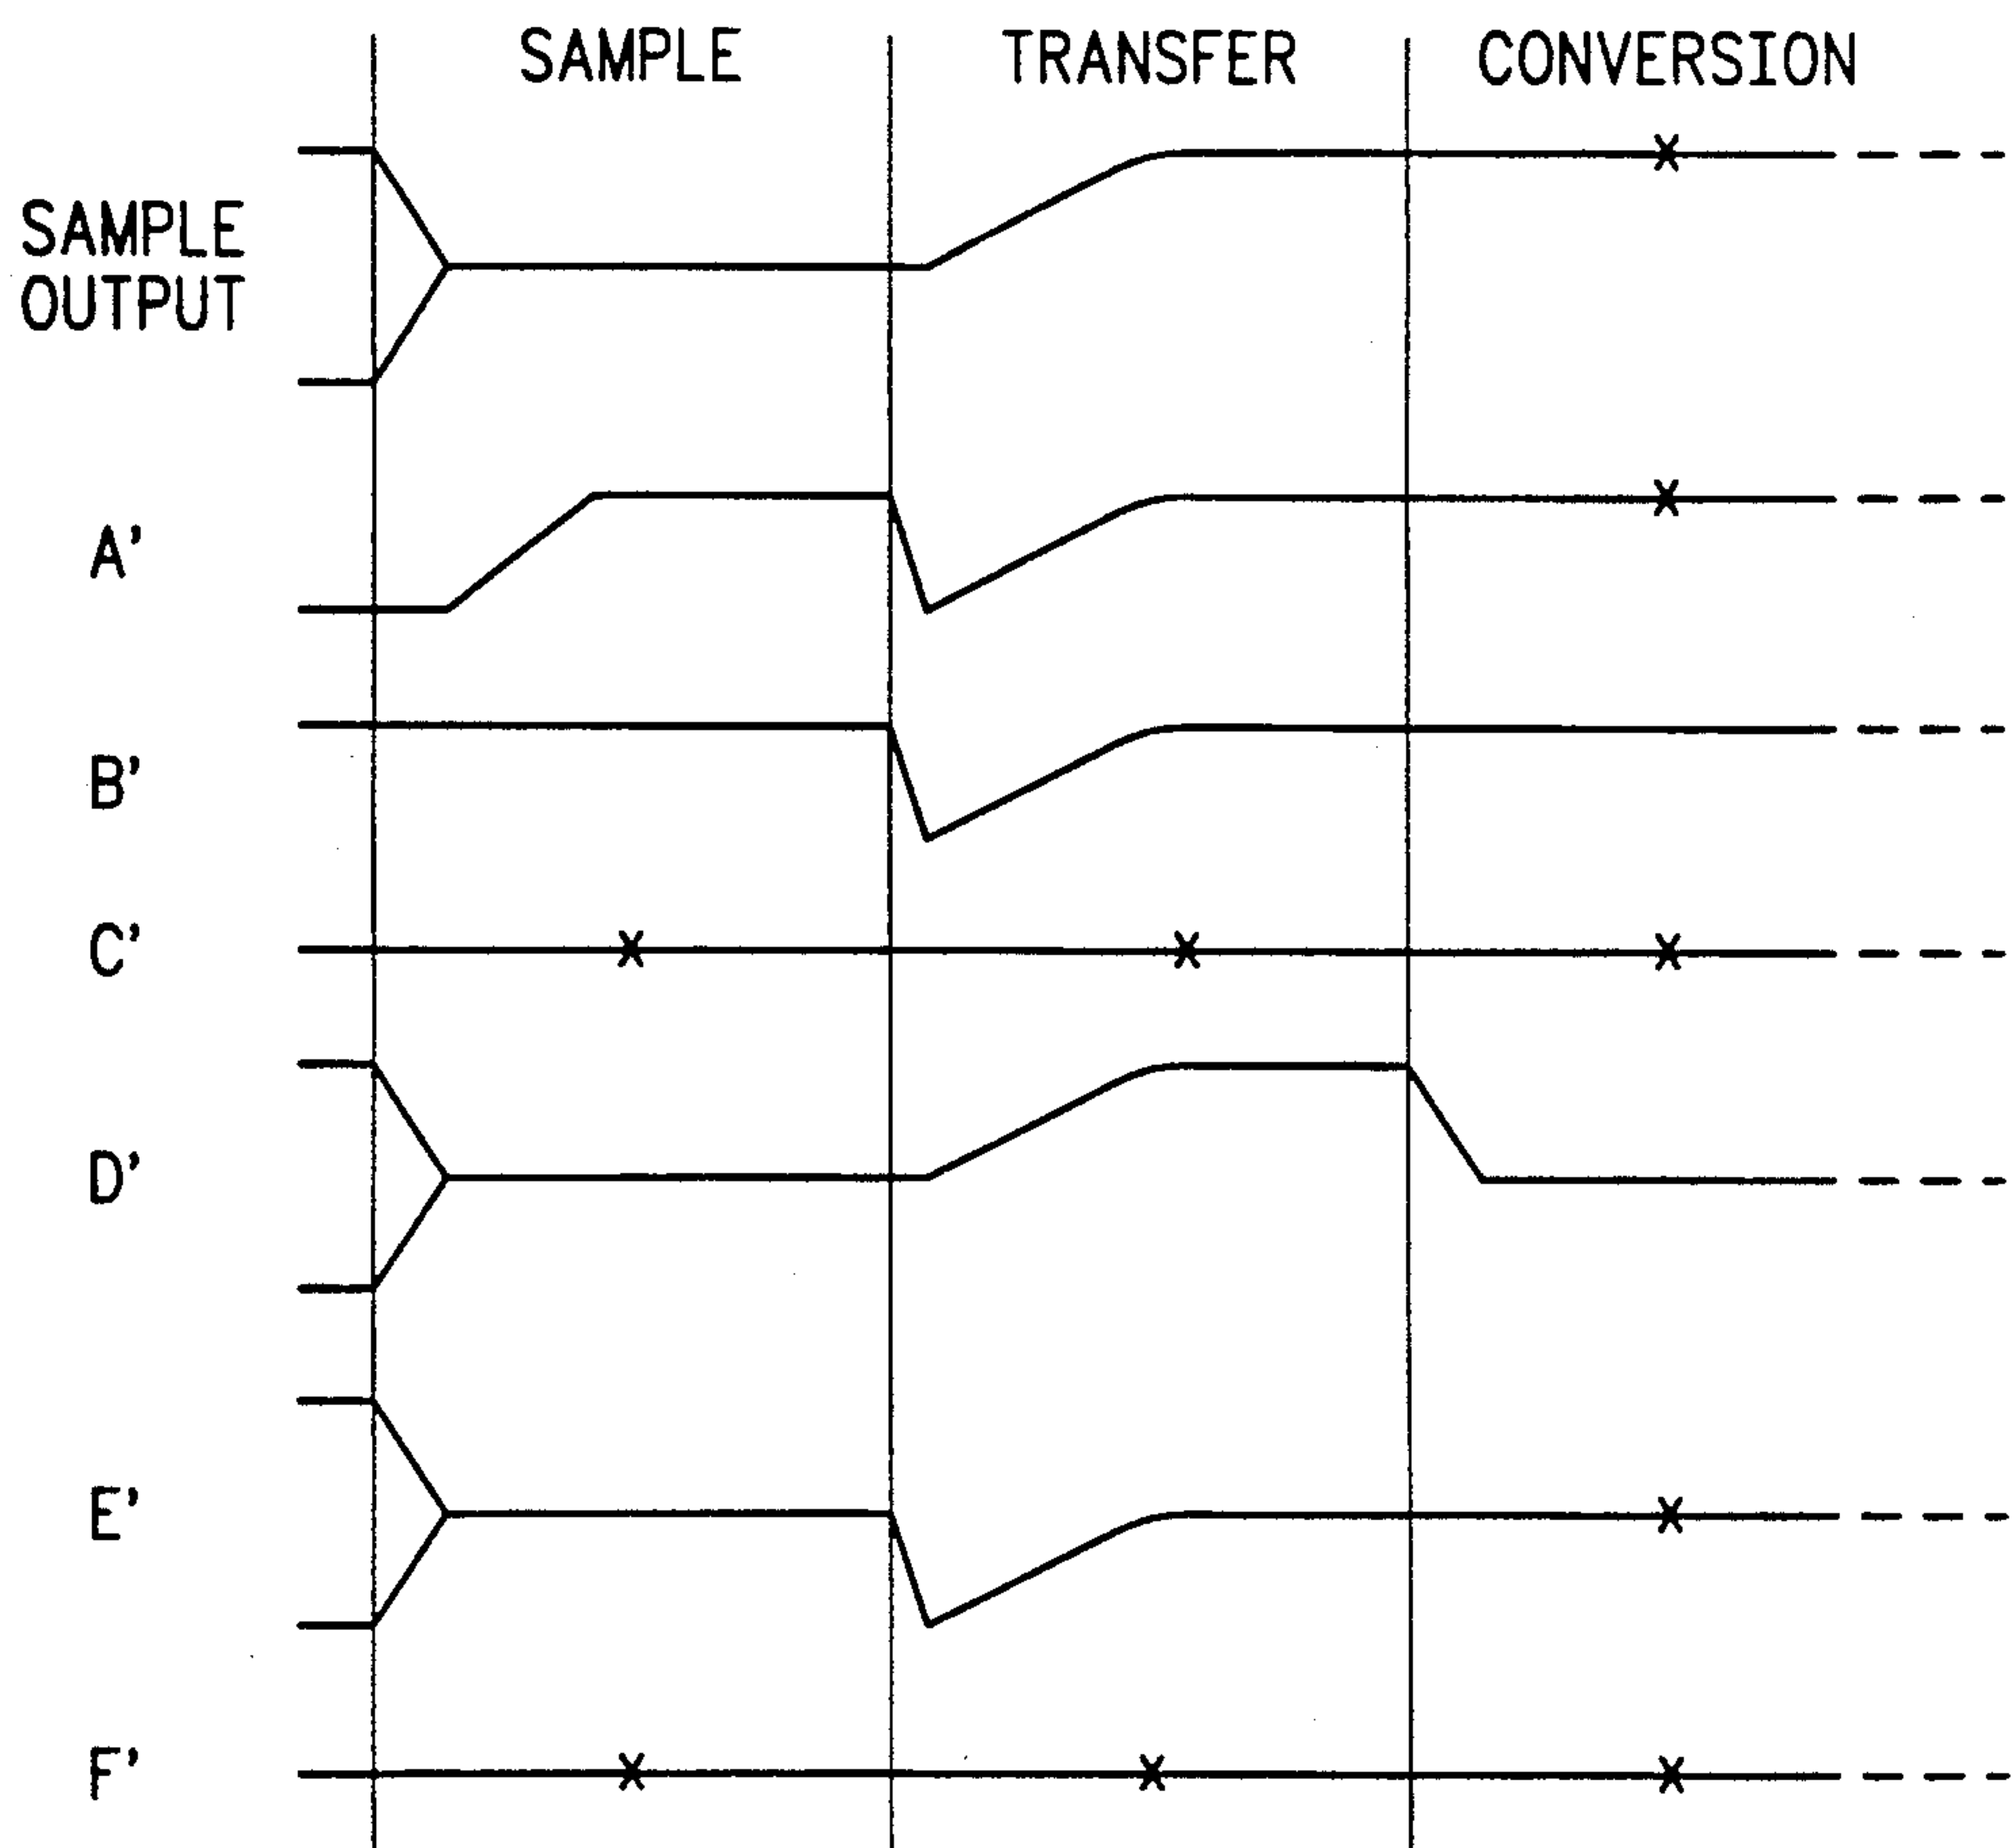 SAMPLE TRANSFER CONVERSION
SAMPLE
OUTPUT
X
A' X
B'
C' X X X
D'
E' X
F' X X X